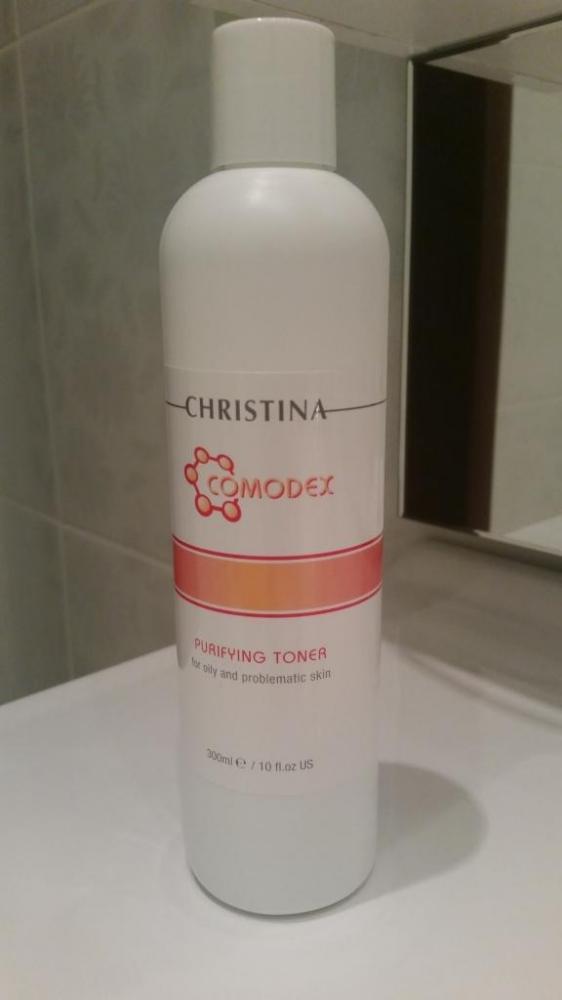 CHRISTINA
COMODEX
PURIFYING TONER
for oily and problematic skin
300ml ℮ / 10 fl.oz US